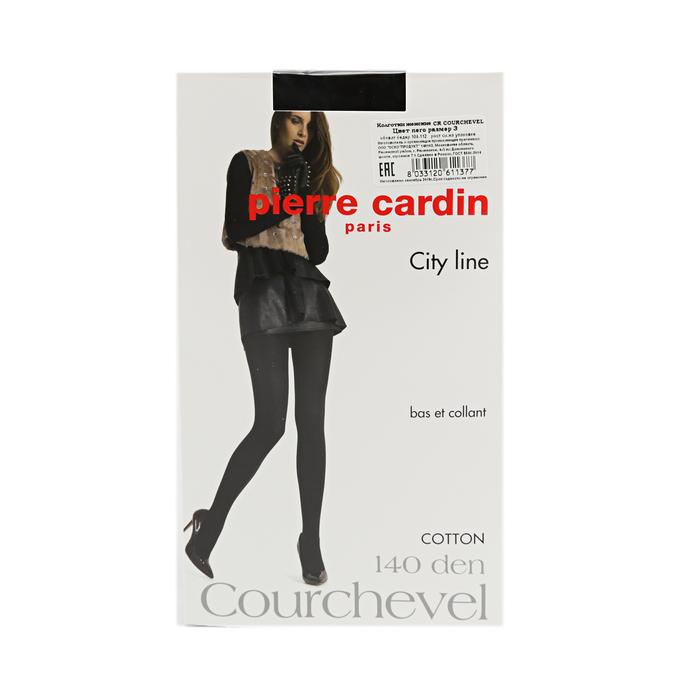 Колготки женские CR COURCHEVEL
Цвет nero размер 3
EAC
8 033120 611377
pierre cardin
paris
City line
bas et collant
COTTON
140 den
Courchevel